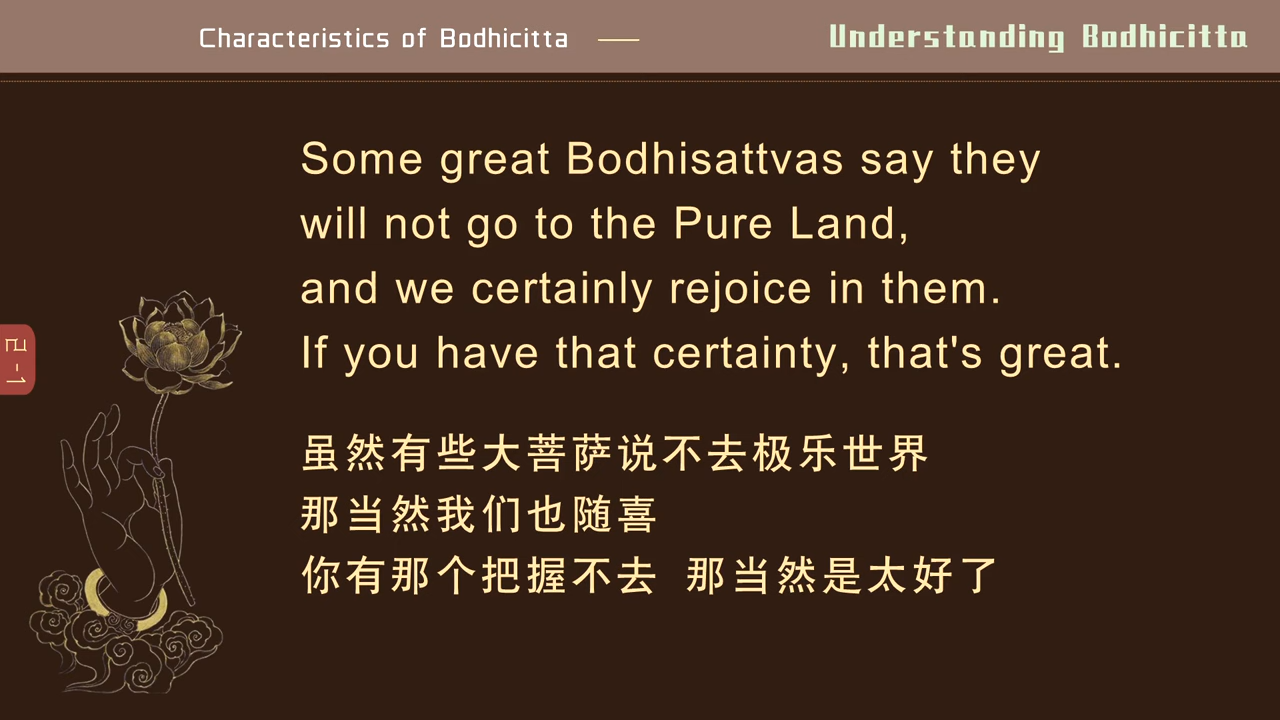 Characteristics of Bodhicitta
Understanding Bodhicitta
Some great Bodhisattvas say they
will not go to the Pure Land,
and we certainly rejoice in them.
If you have that certainty, that's great.
虽然有些大菩萨说不去极乐世界
那当然我们也随喜
你有那个把握不去 那当然是太好了